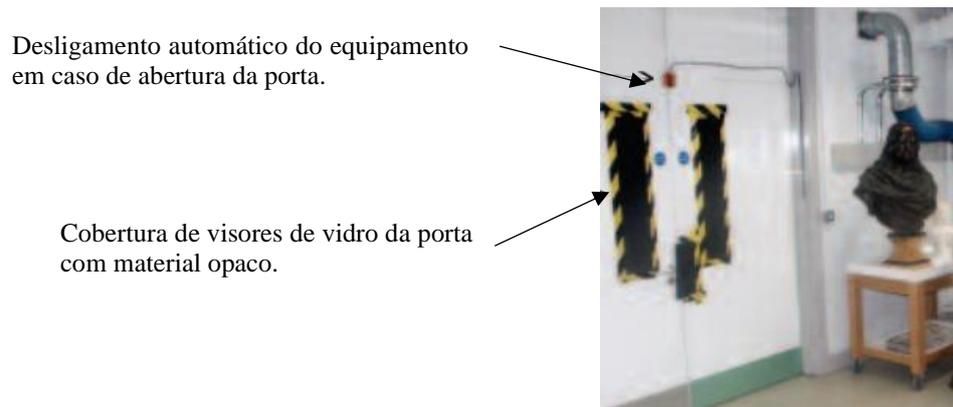 Desligamento automático do equipamento
em caso de abertura da porta.
Cobertura de visores de vidro da porta
com material opaco.